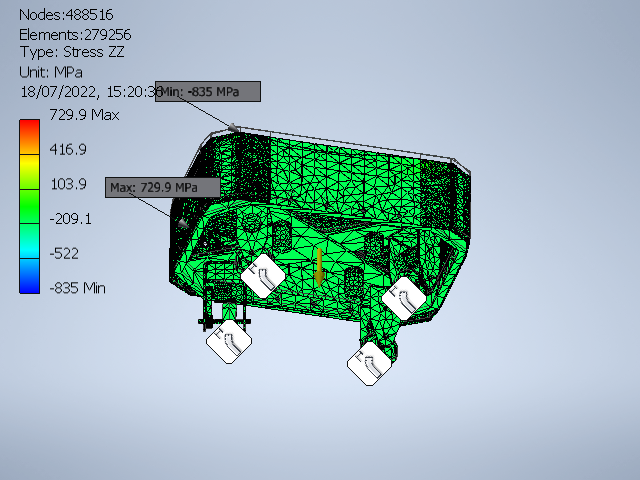 Nodes:488516
Elements:279256
Type: Stress ZZ
Unit: MPa
18/07/2022, 15:20:36
Min: -835 MPa
729.9 Max
416.9
103.9
Max: 729.9 MPa
-209.1
-522
-835 Min